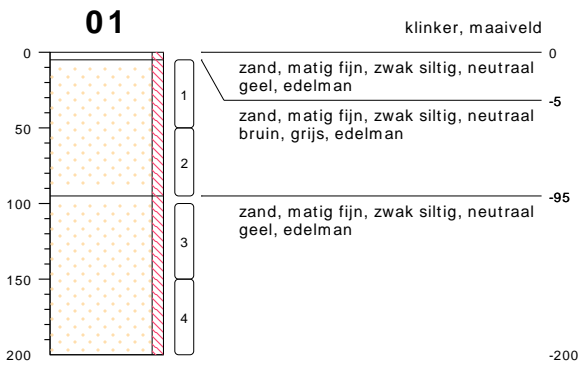 01
klinker, maaiveld
0
0
zand, matig fijn, zwak siltig, neutraal
geel, edelman
-5
1
zand, matig fijn, zwak siltig, neutraal
bruin, grijs, edelman
50
2
-95
100
zand, matig fijn, zwak siltig, neutraal
geel, edelman
3
150
4
200
-200